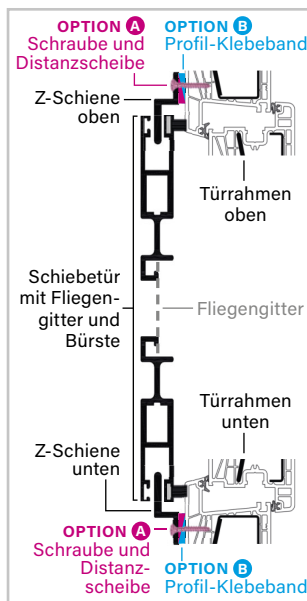 OPTION A
Schraube und
Distanzscheibe
OPTION B
Profil-Klebeband
Z-Schiene
oben
Türrahmen
oben
Schiebetür
mit Fliegen-
gitter und
Bürste
Fliegengitter
Türrahmen
unten
Z-Schiene
unten
OPTION A
Schraube und
Distanz-
scheibe
OPTION B
Profil-Klebeband